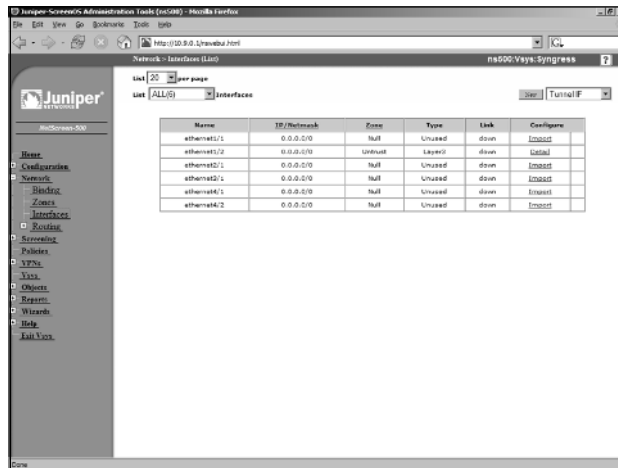 Juniper-ScreenOS Administration Tools (ns500) - Mozilla Firefox
File Edit View Go Bookmarks Tools Help
http://10.9.0.1/nswebui.html
G
Network > Interfaces (List) ns500:Vsys:Syngress ?
List 20 per page
List ALL(6) Interfaces
New Tunnel IF
Juniper
NETWORKS
NetScreen-500
Name IP/Netmask Zone Type Link Configure
ethernet1/1 0.0.0.0/0 Null Unused down Import
ethernet1/2 0.0.0.0/0 Untrust Layer3 down Detail
ethernet2/1 0.0.0.0/0 Null Unused down Import
ethernet2/2 0.0.0.0/0 Null Unused down Import
ethernet4/1 0.0.0.0/0 Null Unused down Import
ethernet4/2 0.0.0.0/0 Null Unused down Import
Home
Configuration
Network
Binding
Zones
Interfaces
Routing
Screening
Policies
VPNs
Vsys
Objects
Reports
Wizards
Help
Exit Vsys
Done